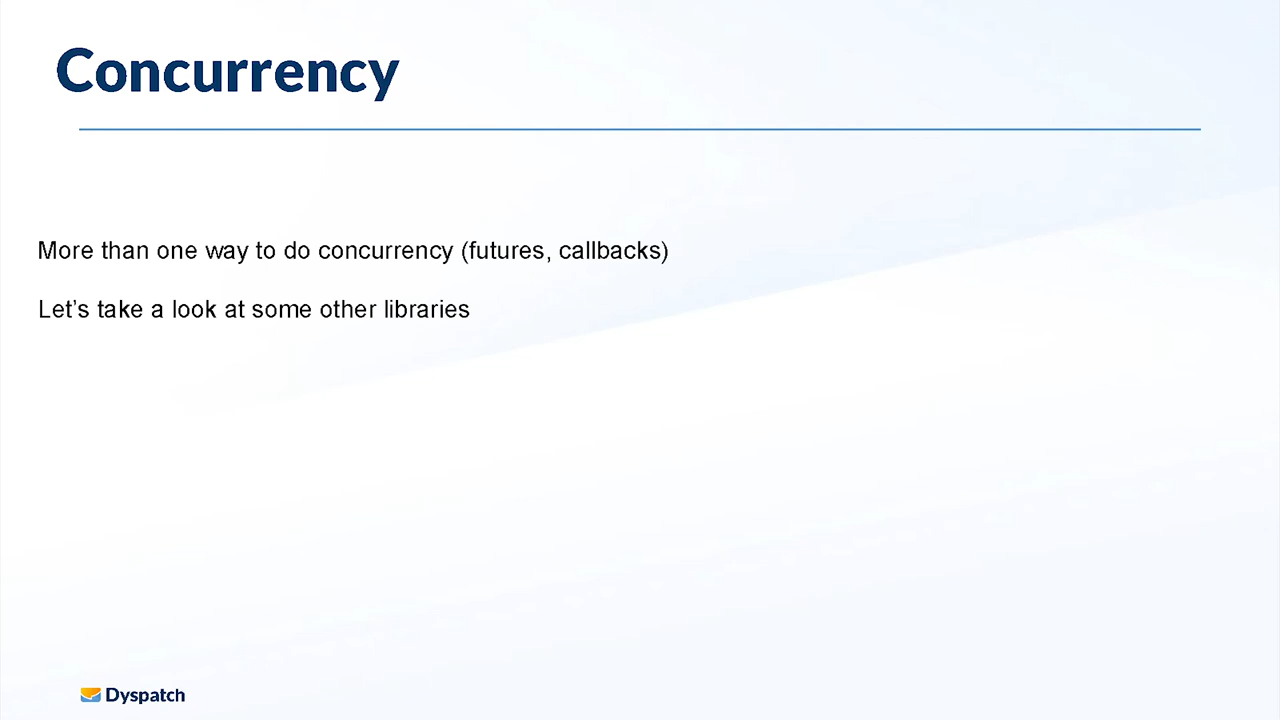 Concurrency
More than one way to do concurrency (futures, callbacks)
Let’s take a look at some other libraries
Dyspatch